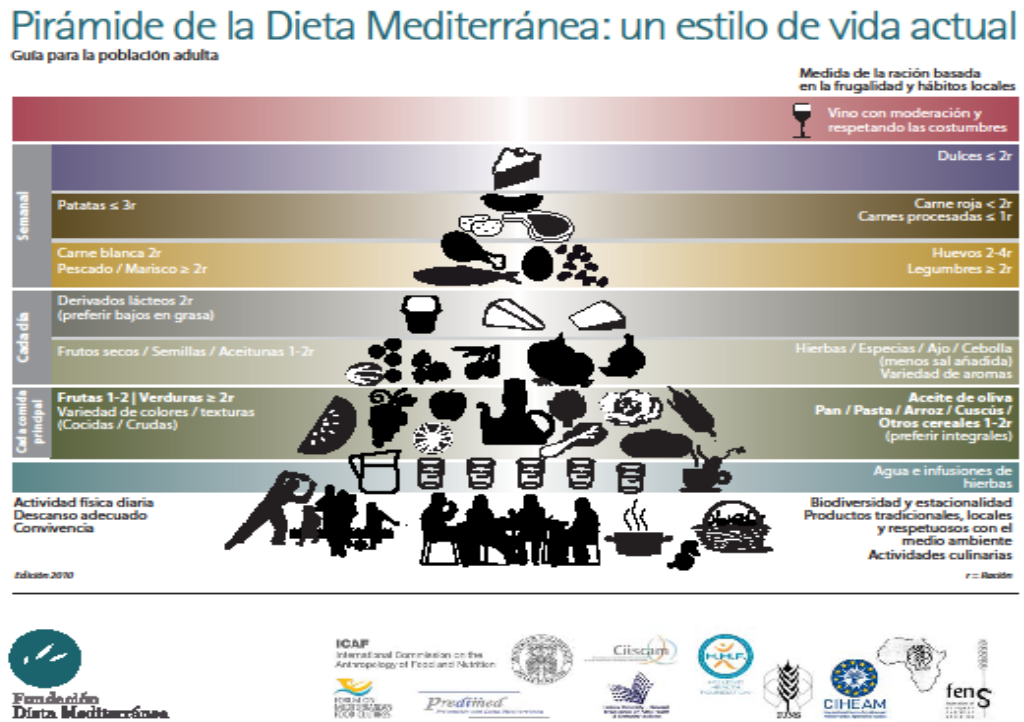 Pirámide de la Dieta Mediterránea: un estilo de vida actual
Guía para la población adulta
Medida de la ración basada
en la frugalidad y hábitos locales
Vino con moderación y
respetando las costumbres
Semanal
Dulces ≤ 2r
Patatas ≤ 3r
Carne roja < 2r
Carnes procesadas ≤ 1r
Carne blanca 2r
Pescado / Marisco ≥ 2r
Huevos 2-4r
Legumbres ≥ 2r
Cada día
Derivados lácteos 2r
(preferir bajos en grasa)
Frutos secos / Semillas / Aceitunas 1-2r
Hierbas / Especias / Ajo / Cebolla
(menos sal añadida)
Variedad de aromas
Cada comida
principal
Frutas 1-2 | Verduras ≥ 2r
Variedad de colores / texturas
(Cocidas / Crudas)
Aceite de oliva
Pan / Pasta / Arroz / Cuscús /
Otros cereales 1-2r
(preferir integrales)
Agua e infusiones de
hierbas
Actividad física diaria
Descanso adecuado
Convivencia
Biodiversidad y estacionalidad
Productos tradicionales, locales
y respetuosos con el
medio ambiente
Actividades culinarias
Edición 2010
r = Ración
Fundación
Dieta Mediterránea
ICAF
International Commission on the
Anthropology of Food and Nutrition
Predimed
Ciiscam
H.H.F.
CIHEAM
fens